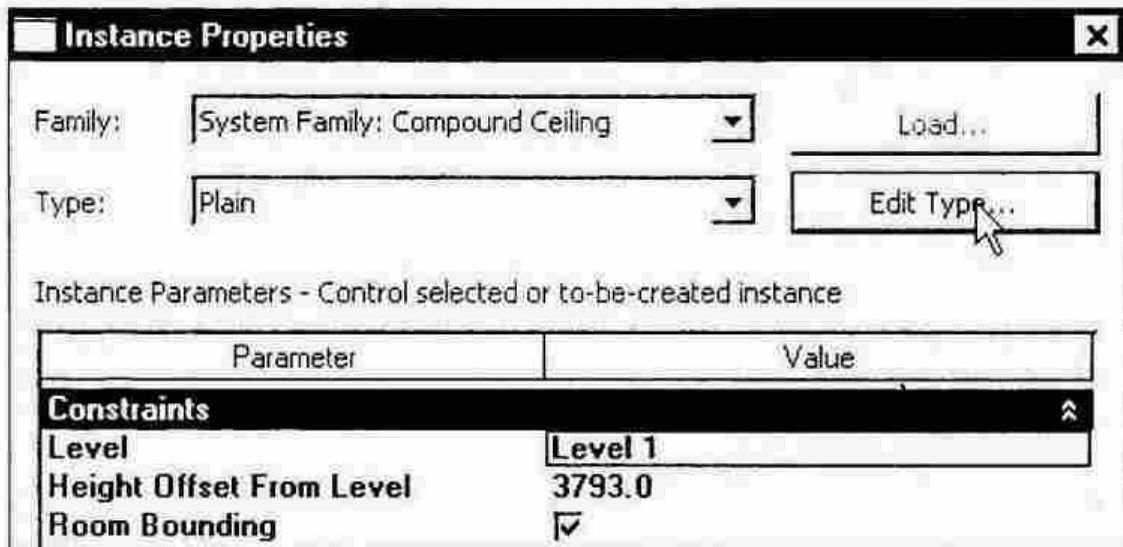 Instance Properties
Family: System Family: Compound Ceiling Load...
Type: Plain Edit Type...
Instance Parameters - Control selected or to-be-created instance
Parameter Value
Constraints
Level Level 1
Height Offset From Level 3793.0
Room Bounding